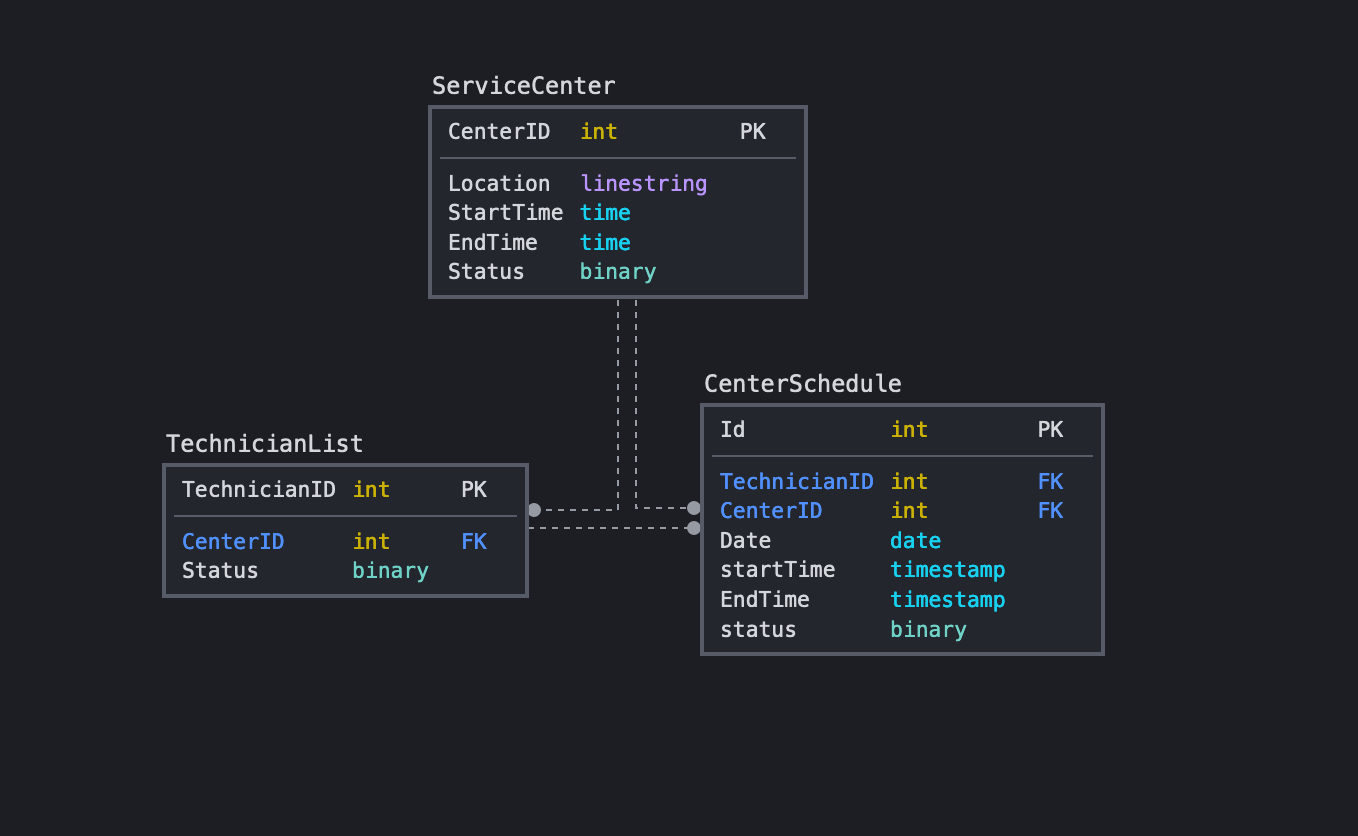 ServiceCenter
CenterID int PK
Location linestring
StartTime time
EndTime time
Status binary
CenterSchedule
Id int PK
TechnicianID int FK
CenterID int FK
Date date
startTime timestamp
EndTime timestamp
status binary
TechnicianList
TechnicianID int PK
CenterID int FK
Status binary